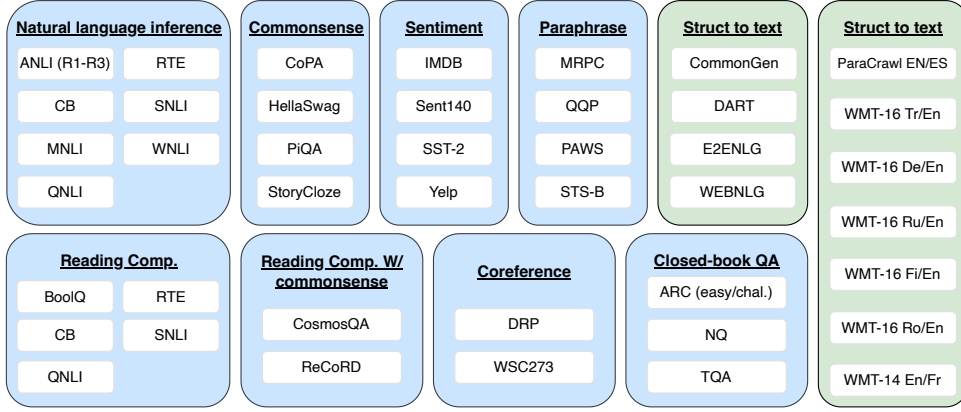 Natural language inference
ANLI (R1-R3)
RTE
CB
SNLI
MNLI
WNLI
QNLI
Commonsense
CoPA
HellaSwag
PiQA
StoryCloze
Sentiment
IMDB
Sent140
SST-2
Yelp
Paraphrase
MRPC
QQP
PAWS
STS-B
Struct to text
CommonGen
DART
E2ENLG
WEBNLG
Struct to text
ParaCrawl EN/ES
WMT-16 Tr/En
WMT-16 De/En
WMT-16 Ru/En
WMT-16 Fi/En
WMT-16 Ro/En
WMT-14 En/Fr
Reading Comp.
BoolQ
RTE
CB
SNLI
QNLI
Reading Comp. W/
commonsense
CosmosQA
ReCoRD
Coreference
DRP
WSC273
Closed-book QA
ARC (easy/chal.)
NQ
TQA